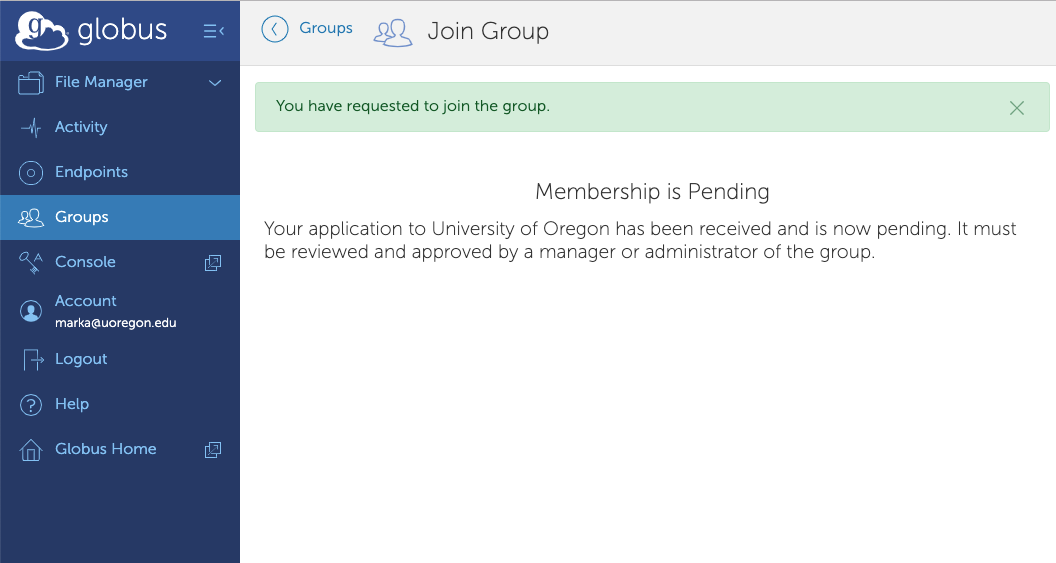 globus
File Manager
Activity
Endpoints
Groups
Console
Account
marka@uoregon.edu
Logout
Help
Globus Home
Groups
Join Group
You have requested to join the group.
Membership is Pending
Your application to University of Oregon has been received and is now pending. It must
be reviewed and approved by a manager or administrator of the group.